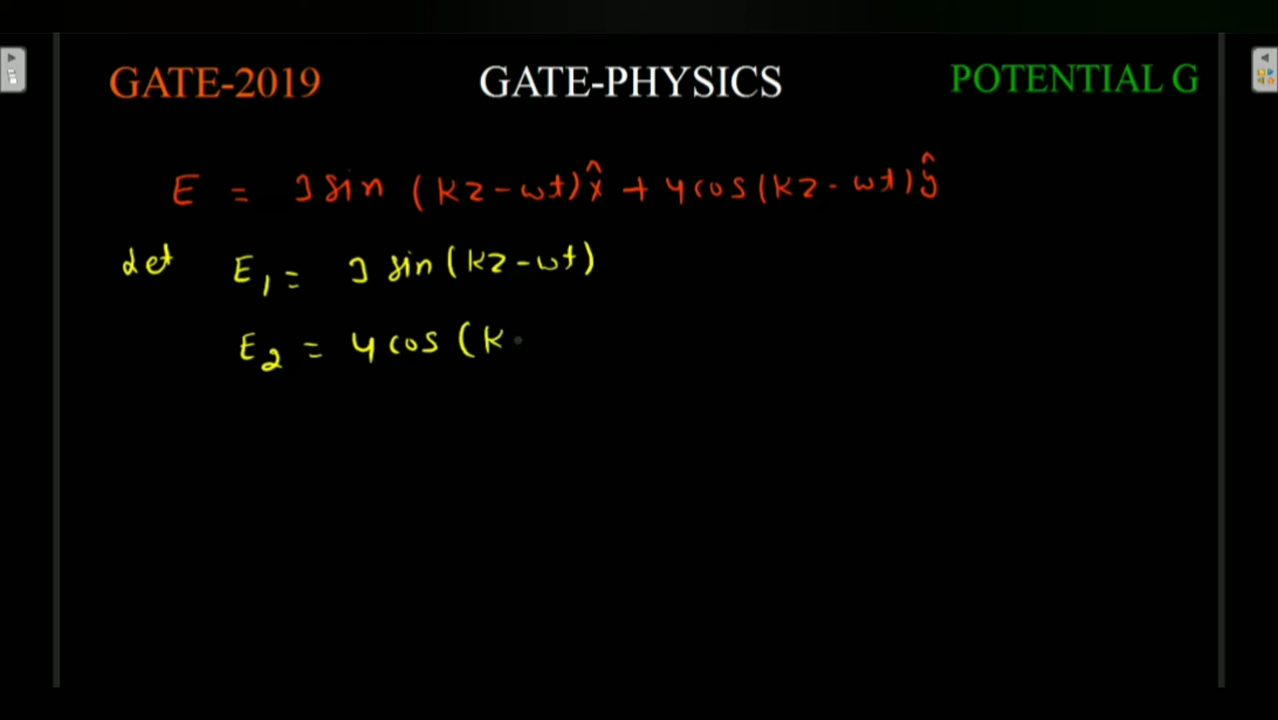 GATE-2019 GATE-PHYSICS POTENTIAL G
E = 3 sin (kz-ωt) x̂ + 4 cos (kz-ωt) ŷ
Let E₁ = 3 sin (kz-ωt)
E₂ = 4 cos (k